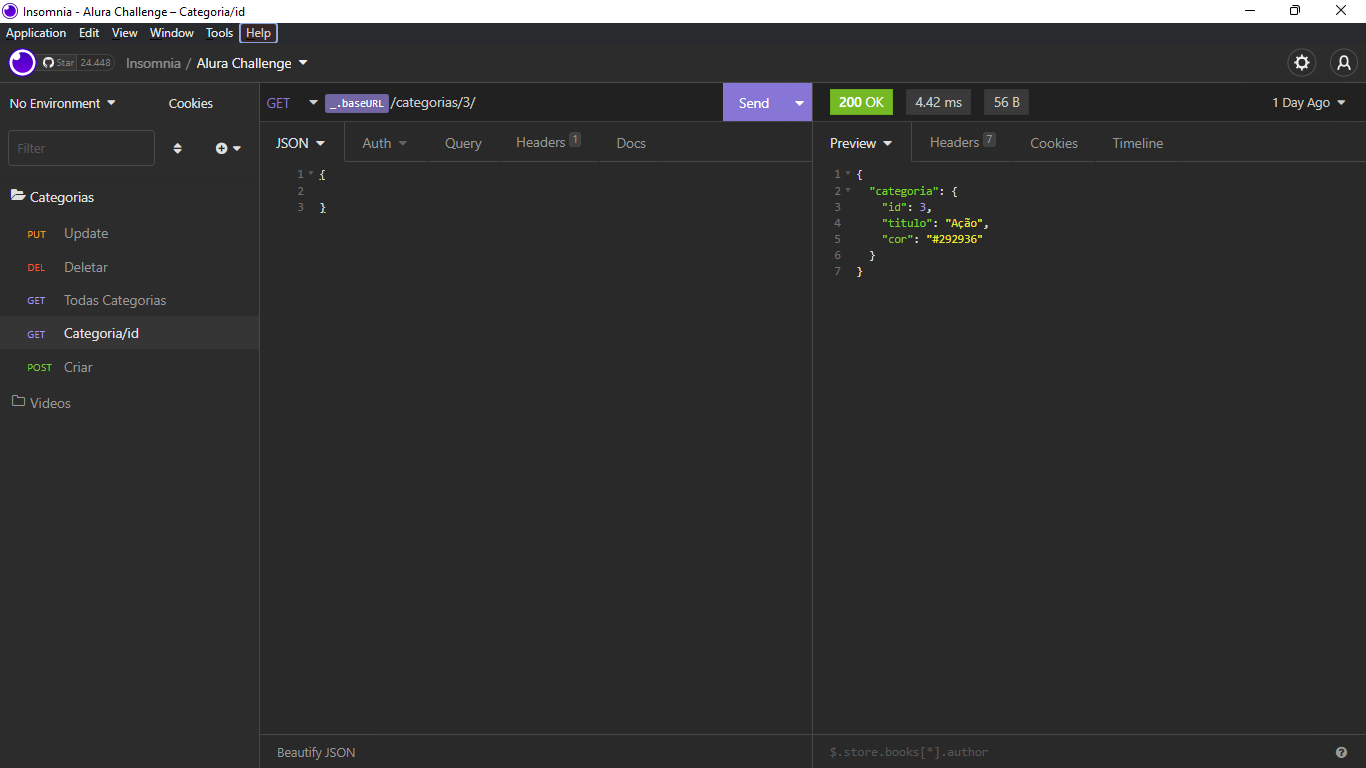 Insomnia - Alura Challenge – Categoria/id
Application Edit View Window Tools Help
Star 24.448 Insomnia / Alura Challenge
No Environment Cookies
Filter
Categorias
PUT Update
DEL Deletar
GET Todas Categorias
GET Categoria/id
POST Criar
Videos
GET _.baseURL /categorias/3/ Send
JSON Auth Query Headers 1 Docs
1 {
2
3 }
Beautify JSON
200 OK 4.42 ms 56 B 1 Day Ago
Preview Headers 7 Cookies Timeline
1 {
2 "categoria": {
3 "id": 3,
4 "titulo": "Ação",
5 "cor": "#292936"
6 }
7 }
$.store.books[*].author